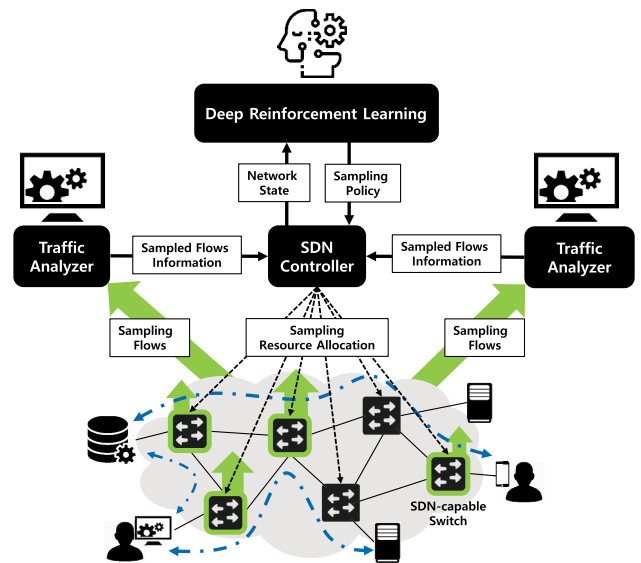 Deep Reinforcement Learning
Network
State
Sampling
Policy
Traffic
Analyzer
Sampled Flows
Information
SDN
Controller
Sampled Flows
Information
Traffic
Analyzer
Sampling
Flows
Sampling
Resource Allocation
Sampling
Flows
SDN-capable
Switch